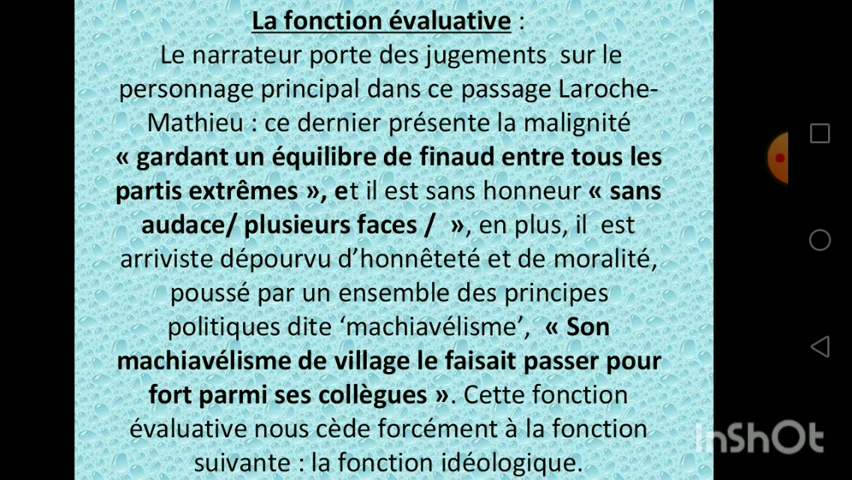 La fonction évaluative :
Le narrateur porte des jugements sur le
personnage principal dans ce passage Laroche-
Mathieu : ce dernier présente la malignité
« gardant un équilibre de finaud entre tous les
partis extrêmes », et il est sans honneur « sans
audace/ plusieurs faces / », en plus, il est
arriviste dépourvu d’honnêteté et de moralité,
poussé par un ensemble des principes
politiques dite ‘machiavélisme’, « Son
machiavélisme de village le faisait passer pour
fort parmi ses collègues ». Cette fonction
évaluative nous cède forcément à la fonction
suivante : la fonction idéologique.
InShOt